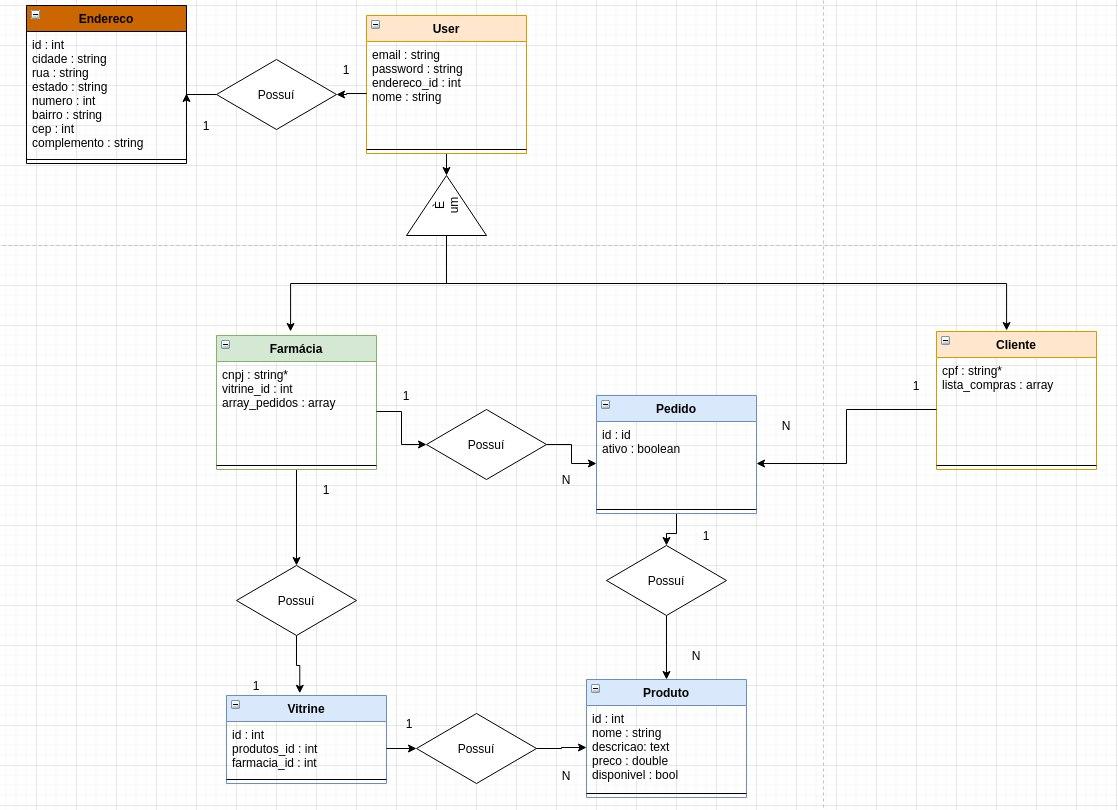 Endereco
id : int
cidade : string
rua : string
estado : string
numero : int
bairro : string
cep : int
complemento : string
Possuí
1
1
User
email : string
password : string
endereco_id : int
nome : string
É um
Farmácia
cnpj : string*
vitrine_id : int
array_pedidos : array
1
Possuí
N
Pedido
id : id
ativo : boolean
N
1
Cliente
cpf : string*
lista_compras : array
1
Possuí
1
1
Possuí
N
Vitrine
id : int
produtos_id : int
farmacia_id : int
1
Possuí
N
Produto
id : int
nome : string
descricao: text
preco : double
disponivel : bool